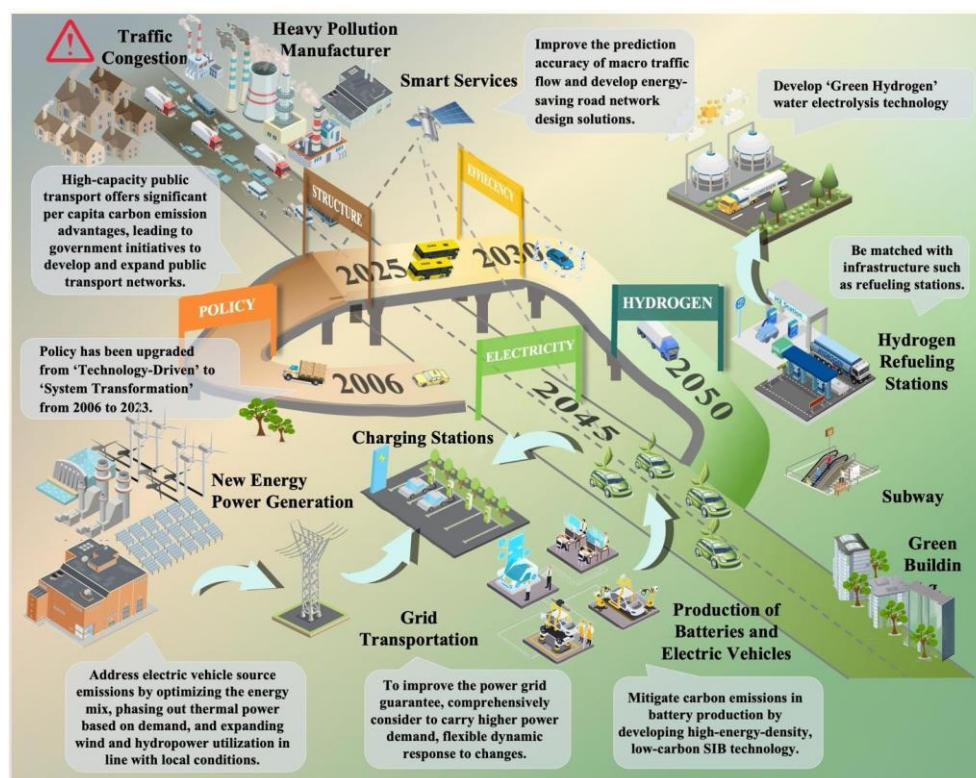 Traffic
Congestion
Heavy Pollution
Manufacturer
Smart Services
Improve the prediction
accuracy of macro traffic
flow and develop energy-
saving road network
design solutions.
Develop ‘Green Hydrogen’
water electrolysis technology
High-capacity public
transport offers significant
per capita carbon emission
advantages, leading to
government initiatives to
develop and expand public
transport networks.
STRUCTURE
EFFIECENCY
2025
2030
POLICY
HYDROGEN
ELECTRICITY
Be matched with
infrastructure such
as refueling stations.
H2 Station
Hydrogen
Refueling
Stations
Policy has been upgraded
from ‘Technology-Driven’ to
‘System Transformation’
from 2006 to 2023.
2006
2045
2050
Charging Stations
New Energy
Power Generation
Subway
Green
Buildin
Grid
Transportation
Production of
Batteries and
Electric Vehicles
Address electric vehicle source
emissions by optimizing the energy
mix, phasing out thermal power
based on demand, and expanding
wind and hydropower utilization in
line with local conditions.
To improve the power grid
guarantee, comprehensively
consider to carry higher power
demand, flexible dynamic
response to changes.
Mitigate carbon emissions in
battery production by
developing high-energy-density,
low-carbon SIB technology.